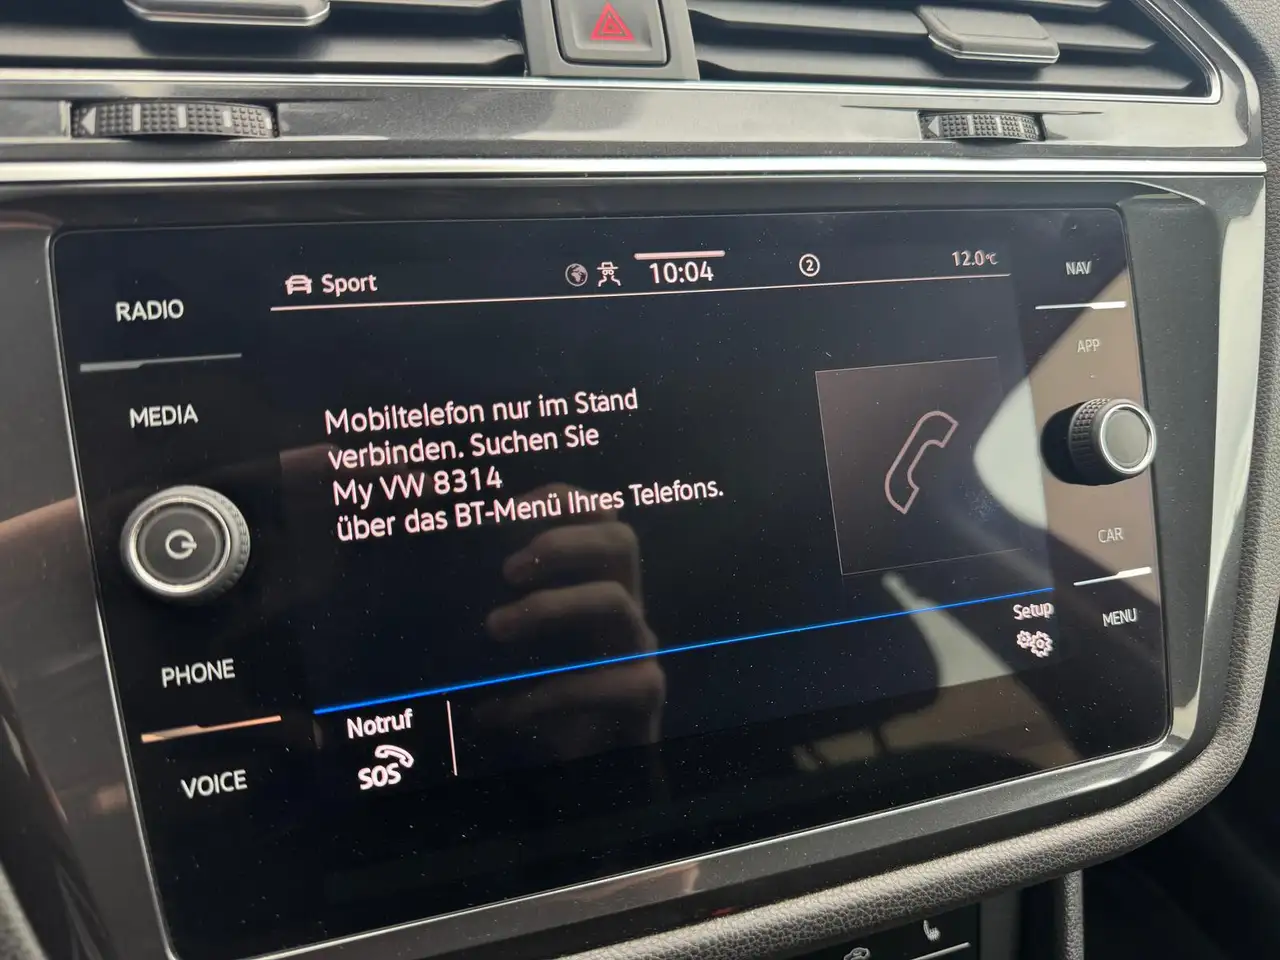 Sport 10:04 2 12.0°C
RADIO
MEDIA
PHONE
VOICE
Mobiltelefon nur im Stand
verbinden. Suchen Sie
My VW 8314
über das BT-Menü Ihres Telefons.
Setup
Notruf
SOS
NAV
APP
CAR
MENU